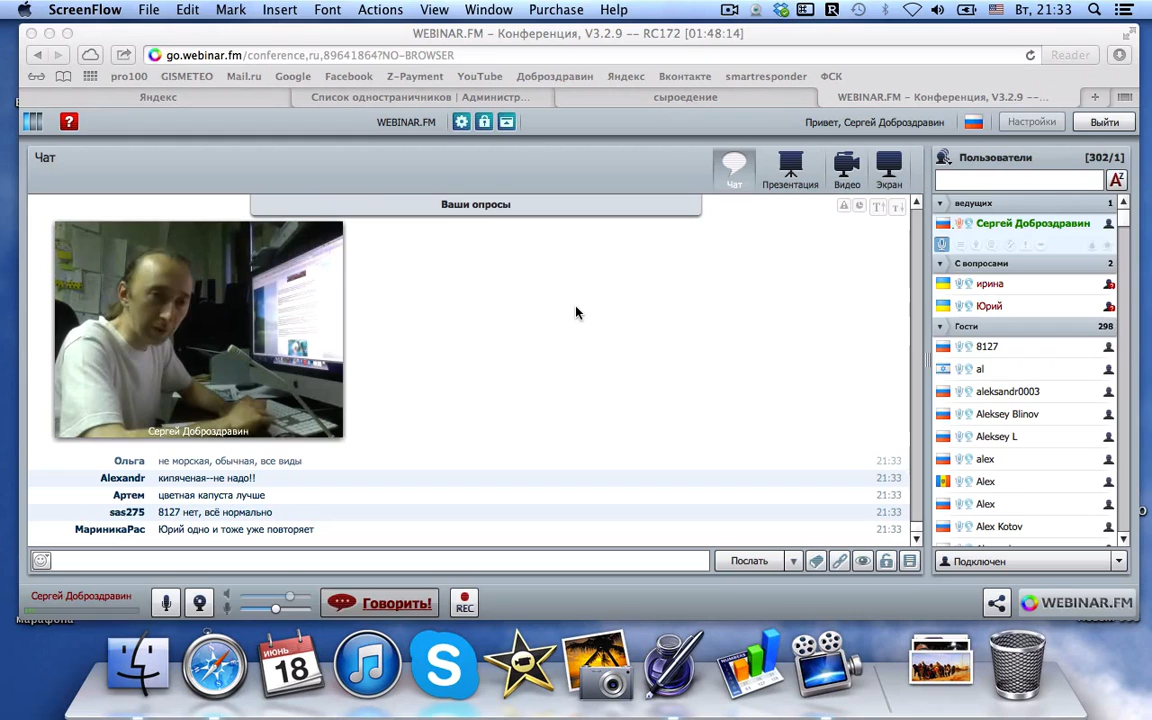 ScreenFlow File Edit Mark Insert Font Actions View Window Purchase Help Вт, 21:33
WEBINAR.FM – Конференция, V3.2.9 -- RC172 [01:48:14]
go.webinar.fm/conference,ru,89641864?NO-BROWSER Reader
pro100 GISMETEO Mail.ru Google Facebook Z-Payment YouTube Доброздравин Яндекс Вконтакте smartresponder ФСК
Яндекс Список одностраничников | Администр... сыроедение WEBINAR.FM – Конференция, V3.2.9 --...
? WEBINAR.FM Привет, Сергей Доброздравин Настройки Выйти
Чат
Чат Презентация Видео Экран
Ваши опросы
Сергей Доброздравин
Ольга не морская, обычная, все виды 21:33
Alexandr кипяченая--не надо!! 21:33
Артем цветная капуста лучше 21:33
sas275 8127 нет, всё нормально 21:33
МариникаРас Юрий одно и тоже уже повторяет 21:33
Послать
Пользователи [302/1]
ведущих 1
Сергей Доброздравин
С вопросами 2
ирина
Юрий
Гости 298
8127
al
aleksandr0003
Aleksey Blinov
Aleksey L
alex
Alex
Alex
Alex Kotov
Подключен
Сергей Доброздравин Говорить! REC WEBINAR.FM
ИЮНЬ
18